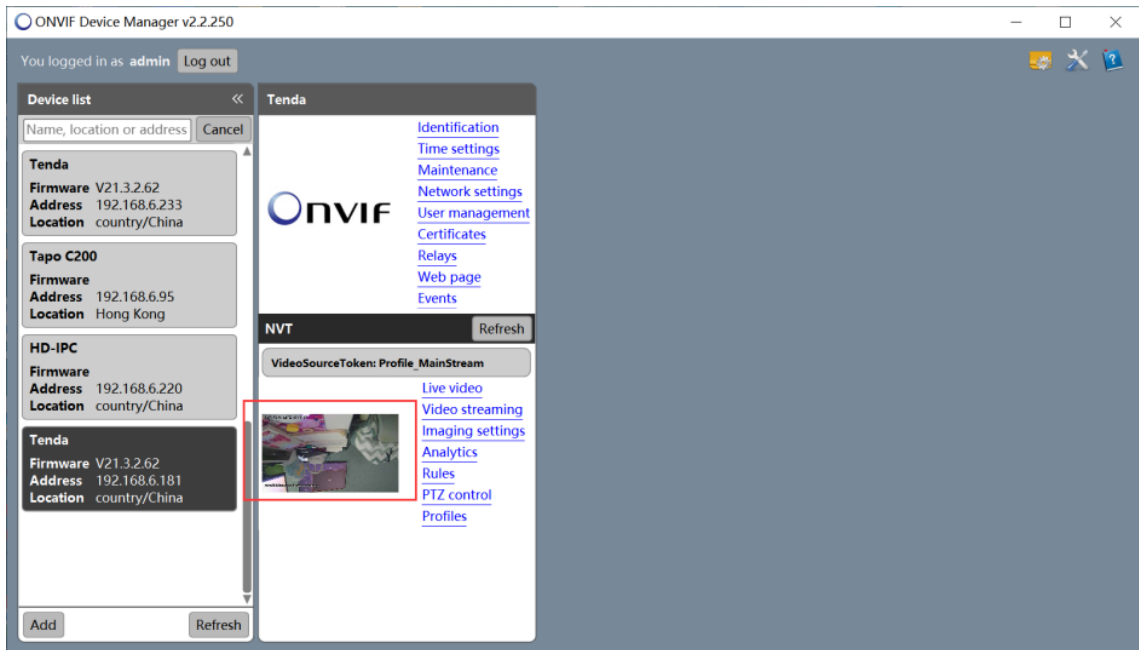 ONVIF Device Manager v2.2.250
You logged in as admin Log out
Device list «
Name, location or address Cancel
Tenda
Firmware V21.3.2.62
Address 192.168.6.233
Location country/China
Tapo C200
Firmware
Address 192.168.6.95
Location Hong Kong
HD-IPC
Firmware
Address 192.168.6.220
Location country/China
Tenda
Firmware V21.3.2.62
Address 192.168.6.181
Location country/China
Add Refresh
Tenda
ONVIF
Identification
Time settings
Maintenance
Network settings
User management
Certificates
Relays
Web page
Events
NVT Refresh
VideoSourceToken: Profile_MainStream
Live video
Video streaming
Imaging settings
Analytics
Rules
PTZ control
Profiles